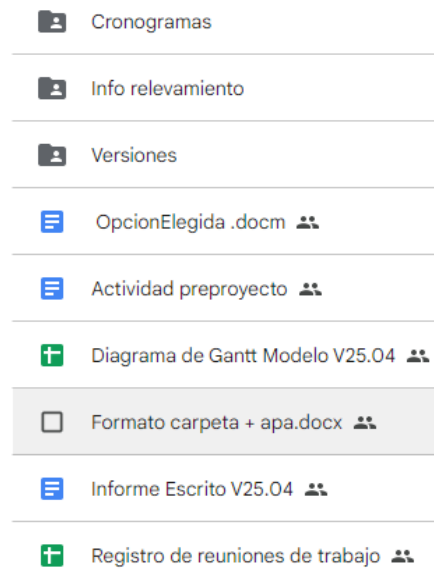 Cronogramas
Info relevamiento
Versiones
OpcionElegida .docm
Actividad preproyecto
Diagrama de Gantt Modelo V25.04
Formato carpeta + apa.docx
Informe Escrito V25.04
Registro de reuniones de trabajo